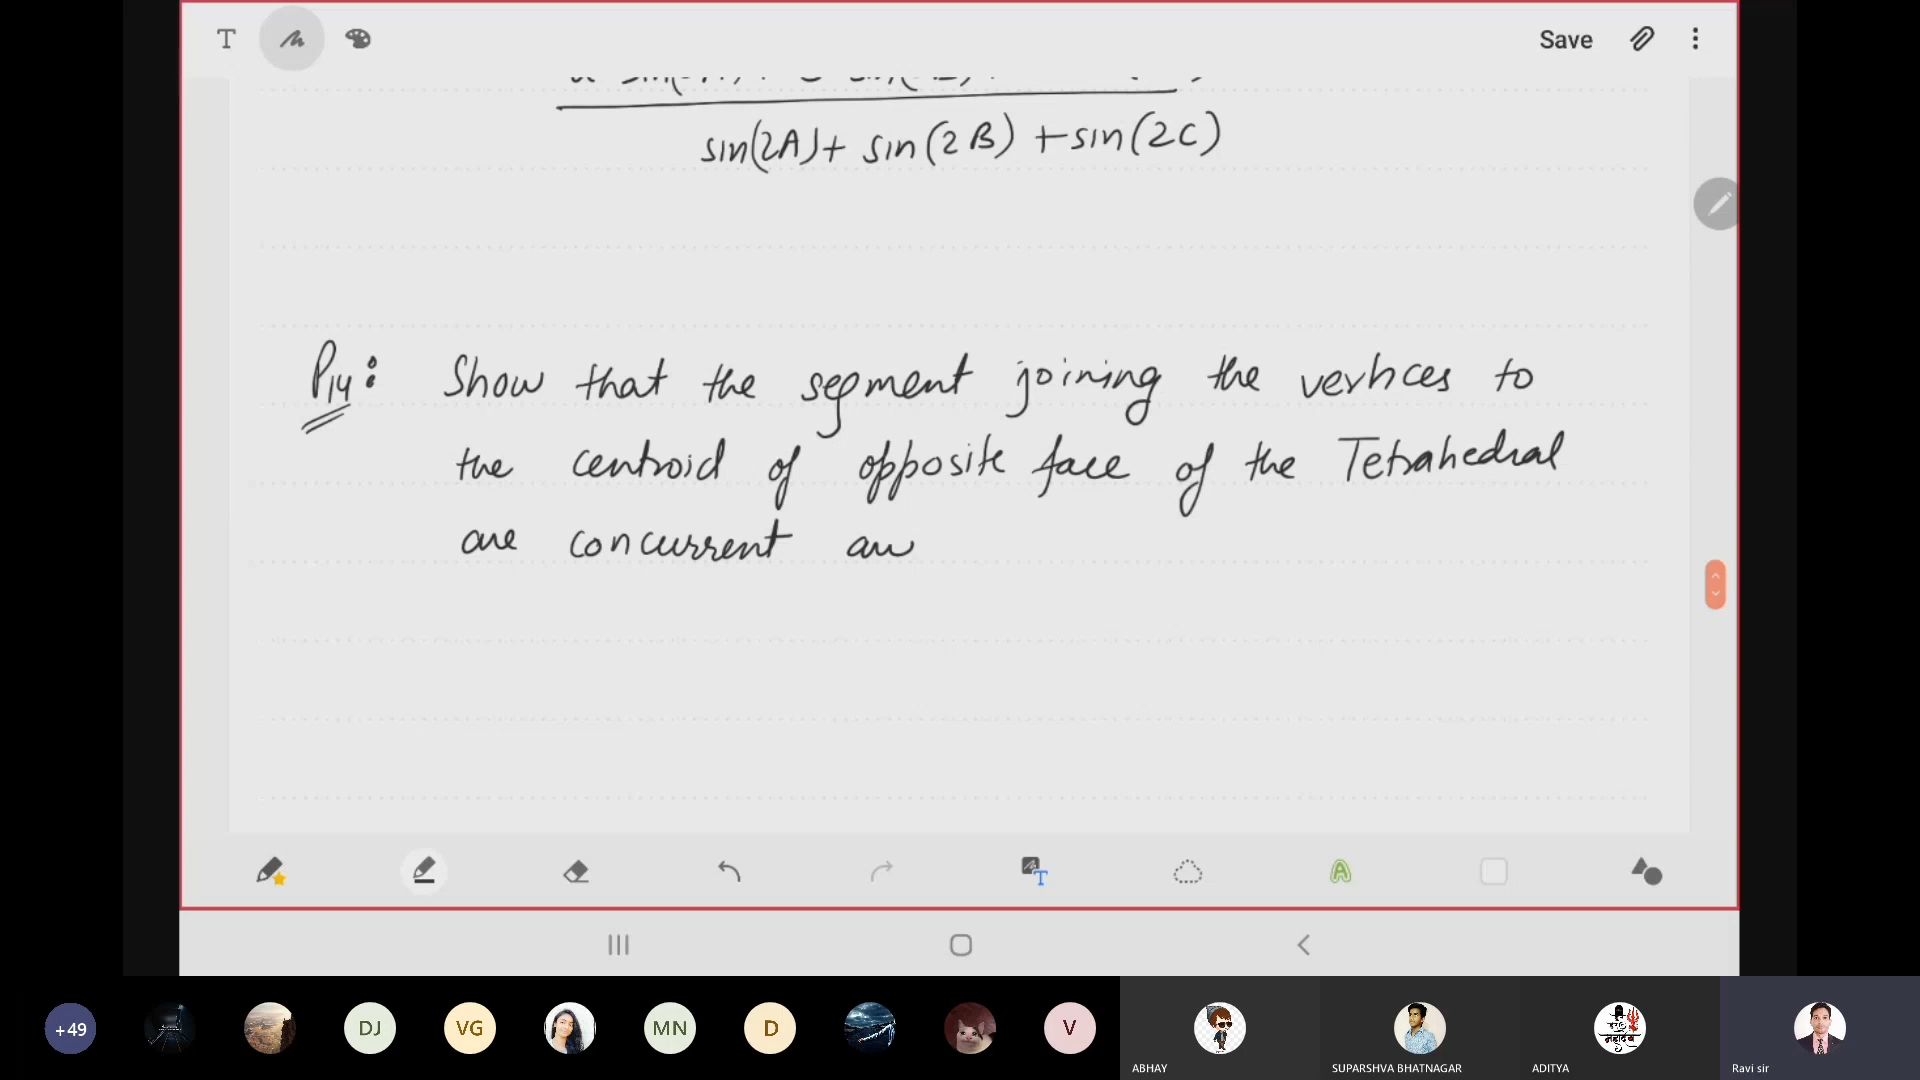 T
Save
sin(2A)+ sin(2B) +sin(2C)
P14: Show that the segment joining the vertices to
the centroid of opposite face of the Tetrahedral
are concurrent
T
A
+49
DJ
VG
MN
D
V
ABHAY
SUPARSHVA BHATNAGAR
ADITYA
Ravi sir